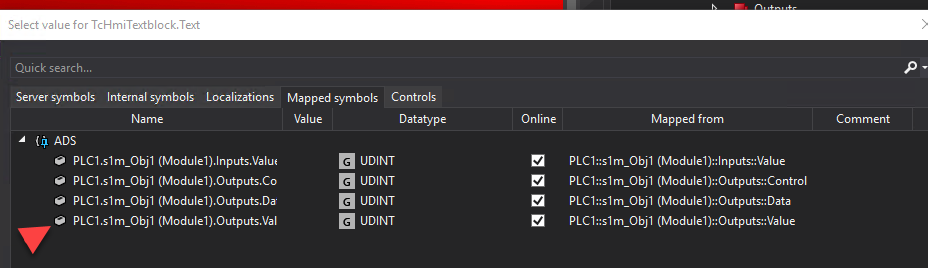 Outputs
Select value for TcHmiTextblock.Text
Quick search...
Server symbols Internal symbols Localizations Mapped symbols Controls
Name Value Datatype Online Mapped from Comment
ADS
PLC1.s1m_Obj1 (Module1).Inputs.Value G UDINT PLC1::s1m_Obj1 (Module1)::Inputs::Value
PLC1.s1m_Obj1 (Module1).Outputs.Co G UDINT PLC1::s1m_Obj1 (Module1)::Outputs::Control
PLC1.s1m_Obj1 (Module1).Outputs.Dat G UDINT PLC1::s1m_Obj1 (Module1)::Outputs::Data
PLC1.s1m_Obj1 (Module1).Outputs.Val G UDINT PLC1::s1m_Obj1 (Module1)::Outputs::Value